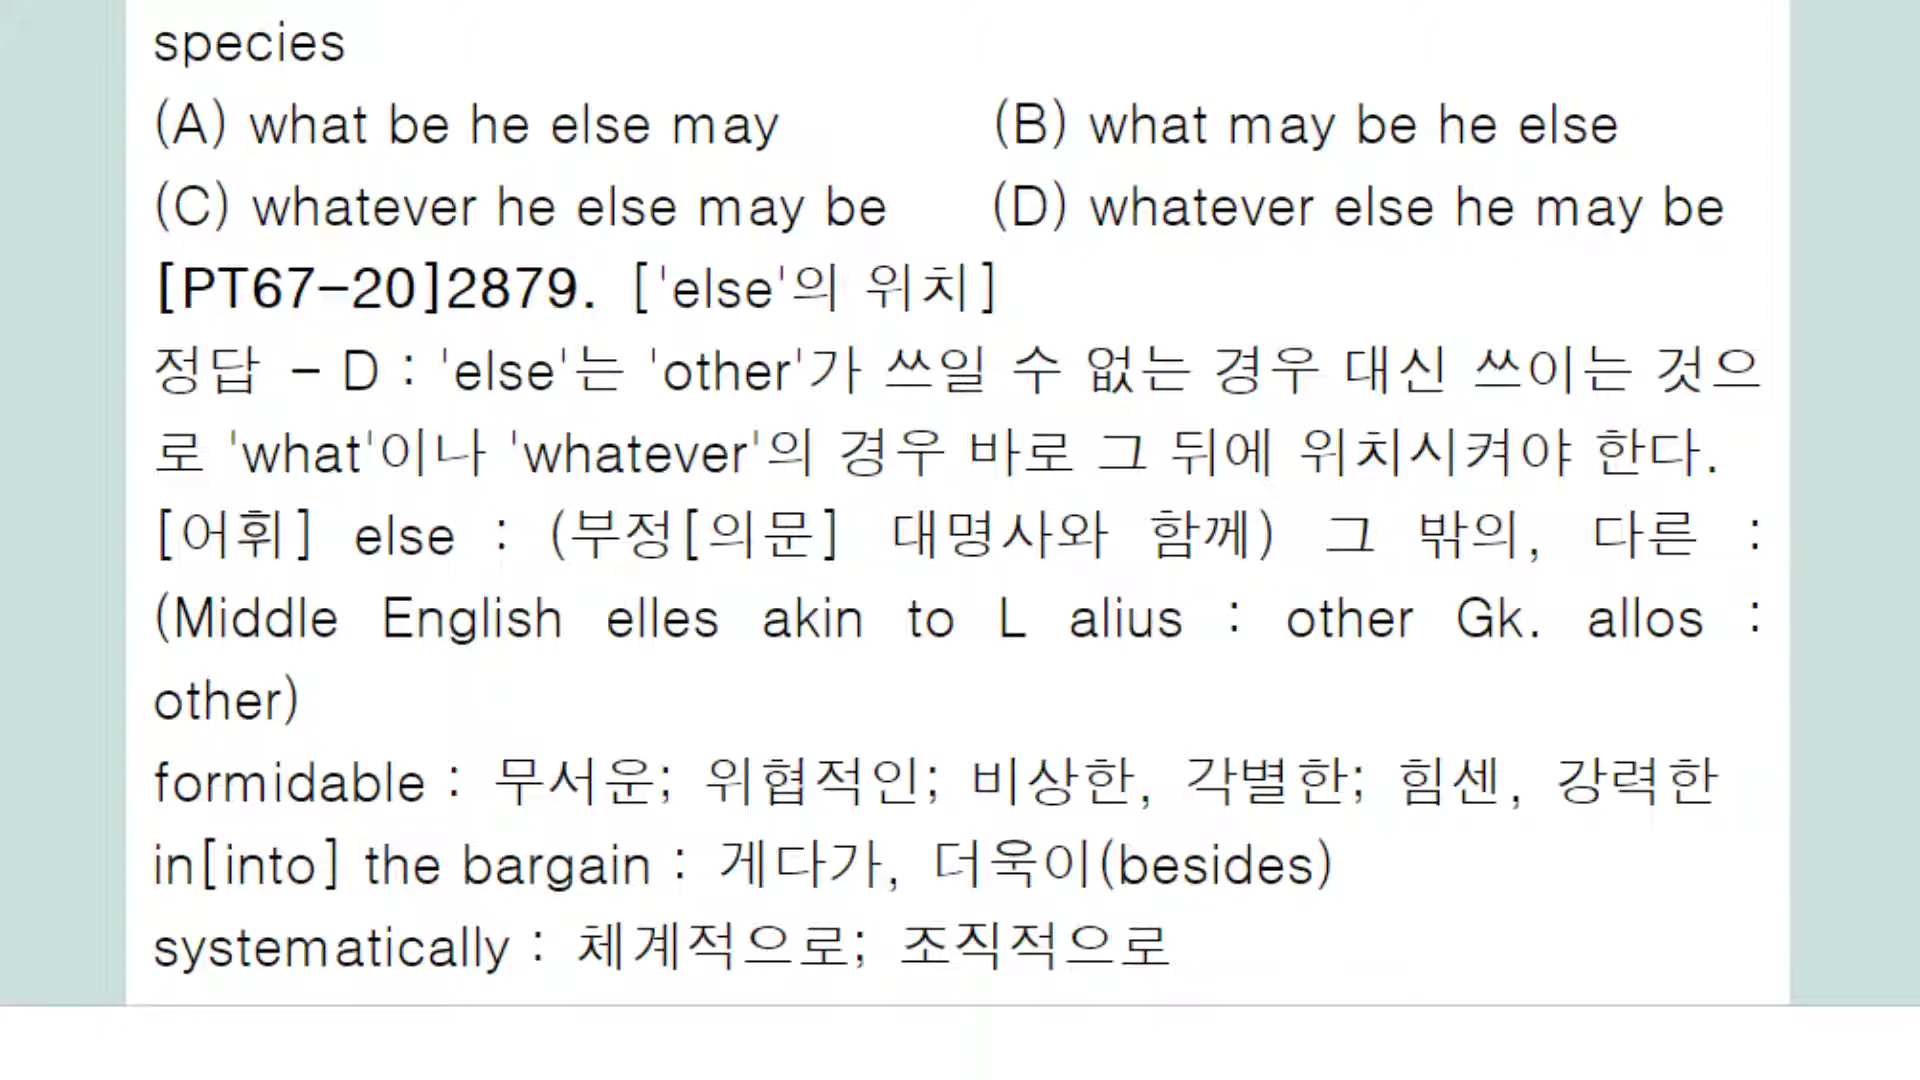 species
(A) what be he else may (B) what may be he else
(C) whatever he else may be (D) whatever else he may be
[PT67-20]2879. ['else'의 위치]
정답 - D : 'else'는 'other'가 쓰일 수 없는 경우 대신 쓰이는 것으
로 'what'이나 'whatever'의 경우 바로 그 뒤에 위치시켜야 한다.
[어휘] else : (부정[의문] 대명사와 함께) 그 밖의, 다른 :
(Middle English elles akin to L alius : other Gk. allos :
other)
formidable : 무서운; 위협적인; 비상한, 각별한; 힘센, 강력한
in[into] the bargain : 게다가, 더욱이(besides)
systematically : 체계적으로; 조직적으로